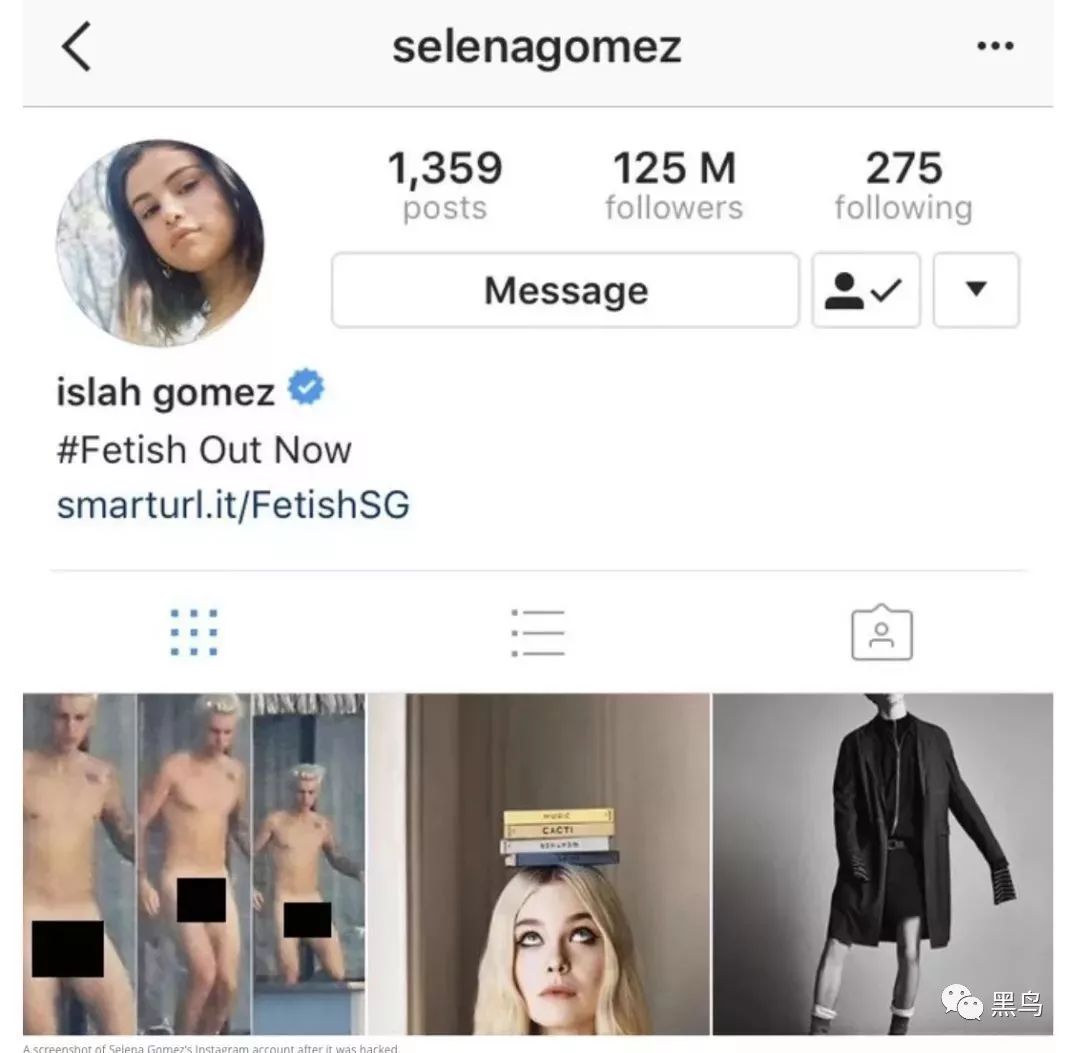 selenagomez
1,359
125 M
275
posts
followers
following
Message
islah gomez
#Fetish Out Now
smarturl.it/FetishSG
MUSIC
CACTI
黑鸟
A screenshot of Selena Gomez's Instagram account after it was hacked.